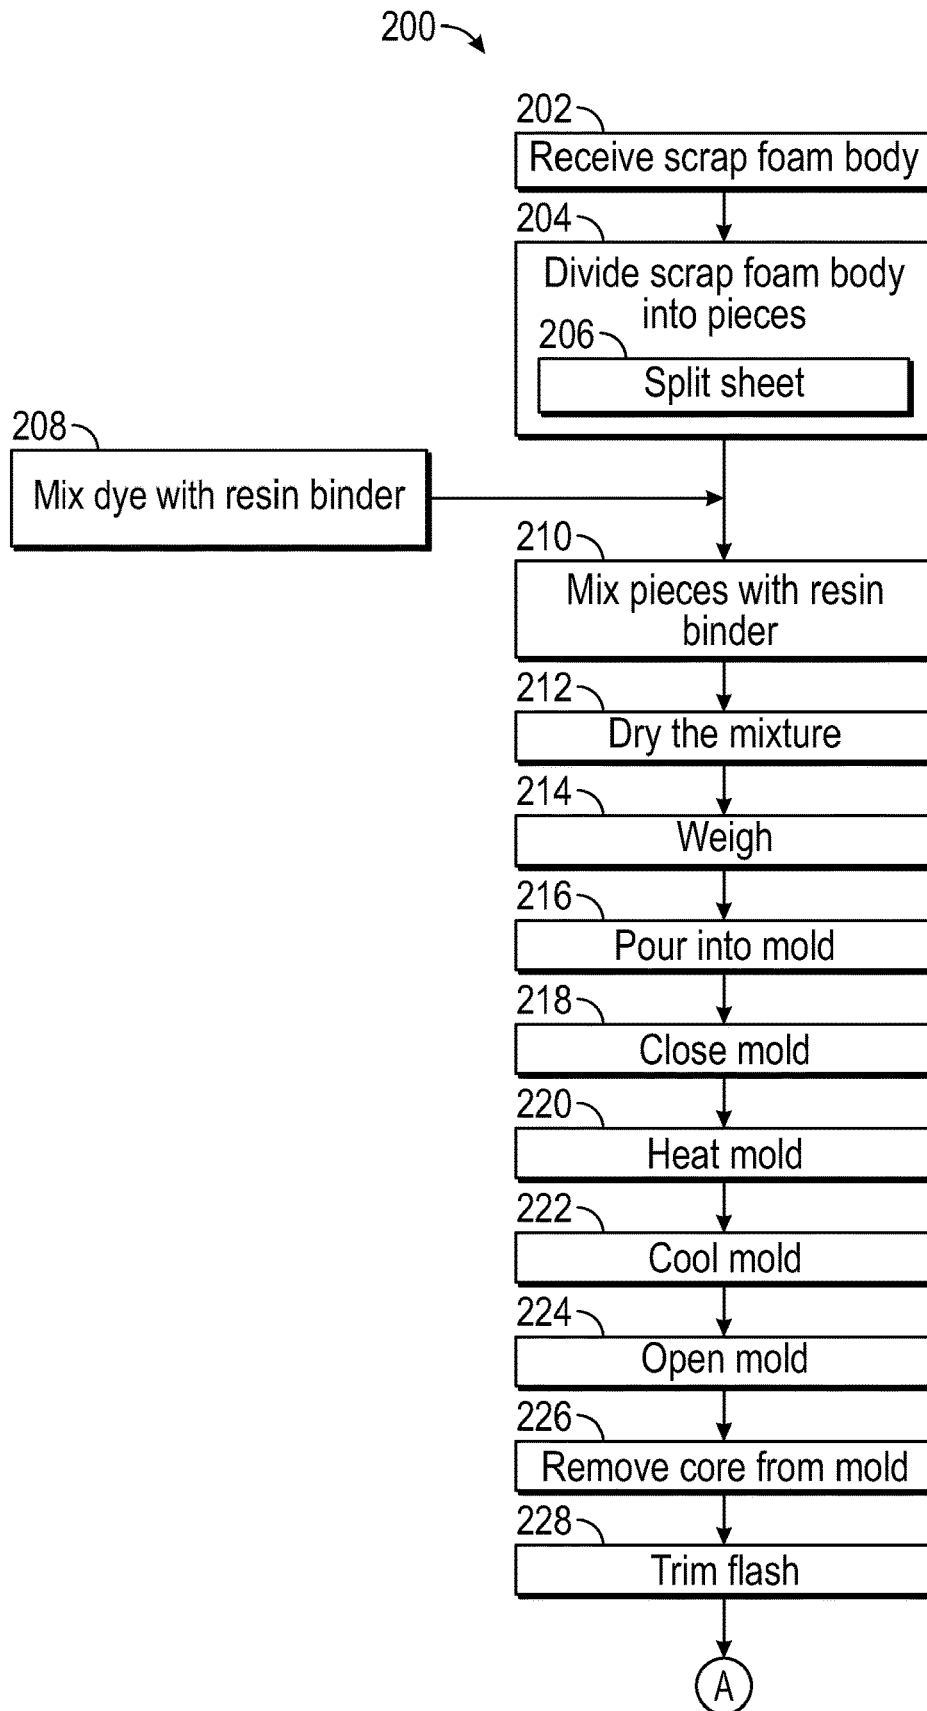 200
202
Receive scrap foam body
204
Divide scrap foam body
into pieces
206
Split sheet
208
Mix dye with resin binder
210
Mix pieces with resin
binder
212
Dry the mixture
214
Weigh
216
Pour into mold
218
Close mold
220
Heat mold
222
Cool mold
224
Open mold
226
Remove core from mold
228
Trim flash
A